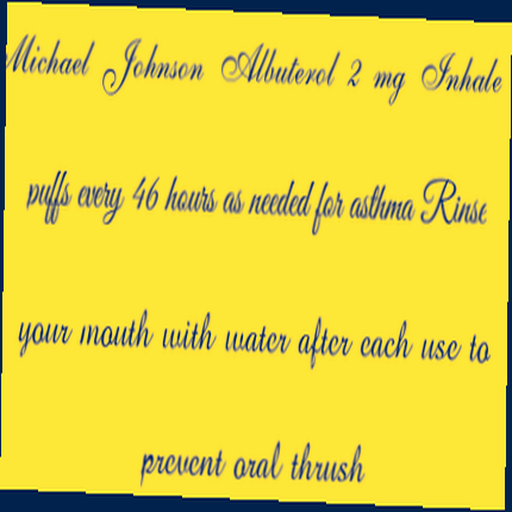 Michael Johnson Albuterol 2 mg Inhale
puffs every 46 hours as needed for asthma Rinse
your mouth with water after each use to
prevent oral thrush